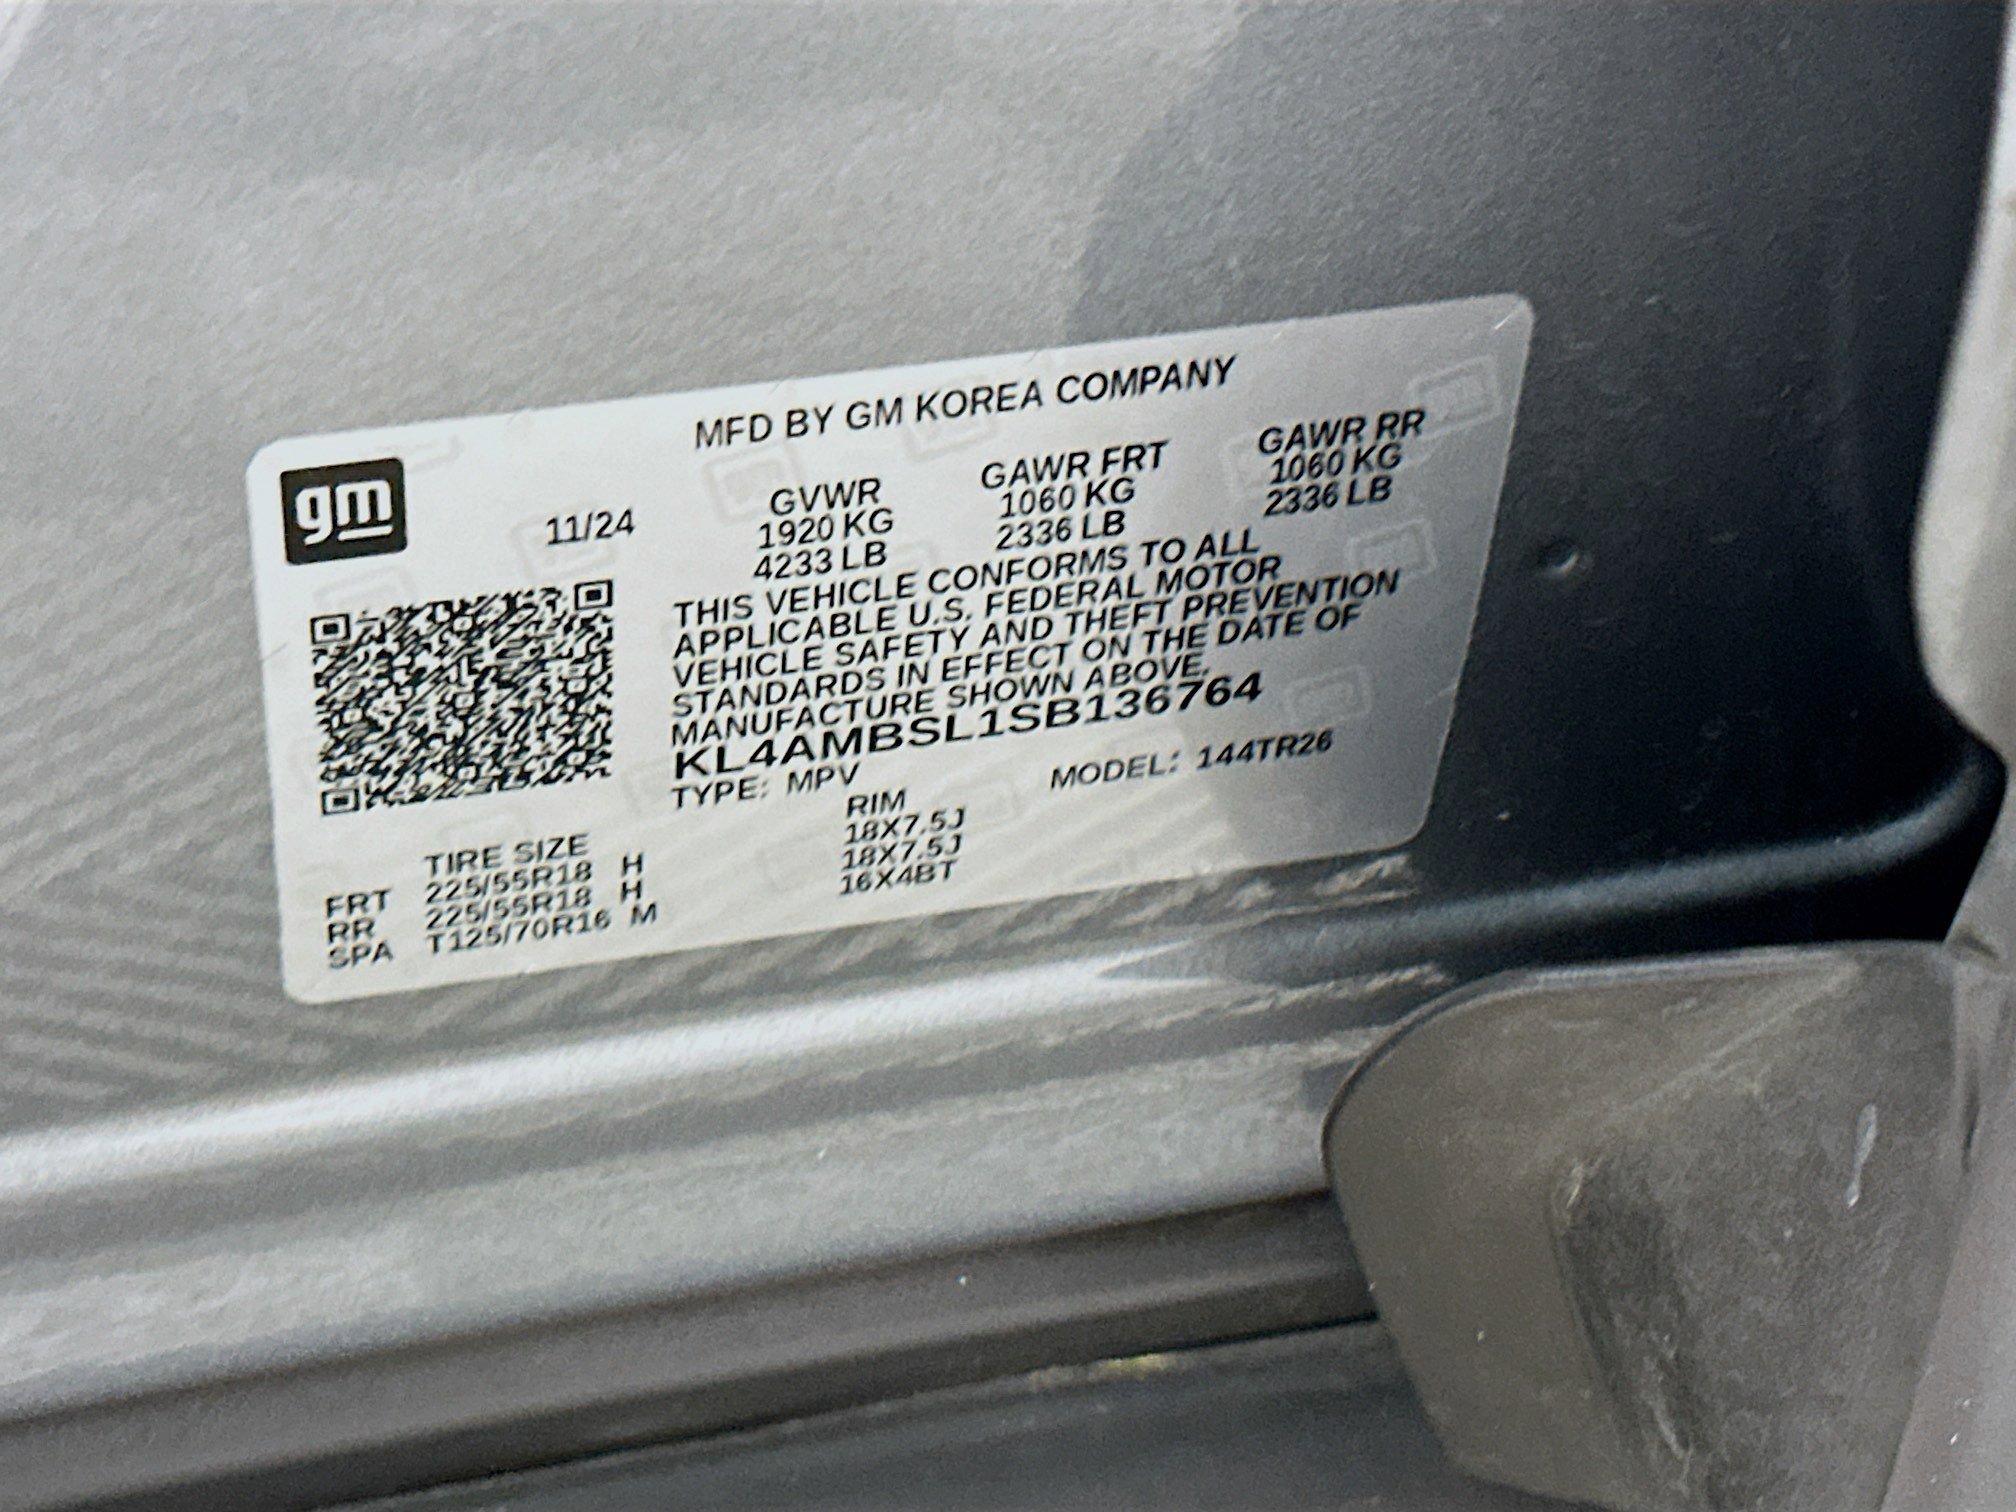 MFD BY GM KOREA COMPANY
gm
11/24
GVWR
1920 KG
4233 LB
GAWR FRT
1060 KG
2336 LB
GAWR RR
1060 KG
2336 LB
THIS VEHICLE CONFORMS TO ALL
APPLICABLE U.S. FEDERAL MOTOR
VEHICLE SAFETY AND THEFT PREVENTION
STANDARDS IN EFFECT ON THE DATE OF
MANUFACTURE SHOWN ABOVE.
KL4AMBSL1SB136764
TYPE: MPV MODEL: 144TR26
TIRE SIZE RIM
FRT 225/55R18 H 18X7.5J
RR 225/55R18 H 18X7.5J
SPA T125/70R16 M 16X4BT